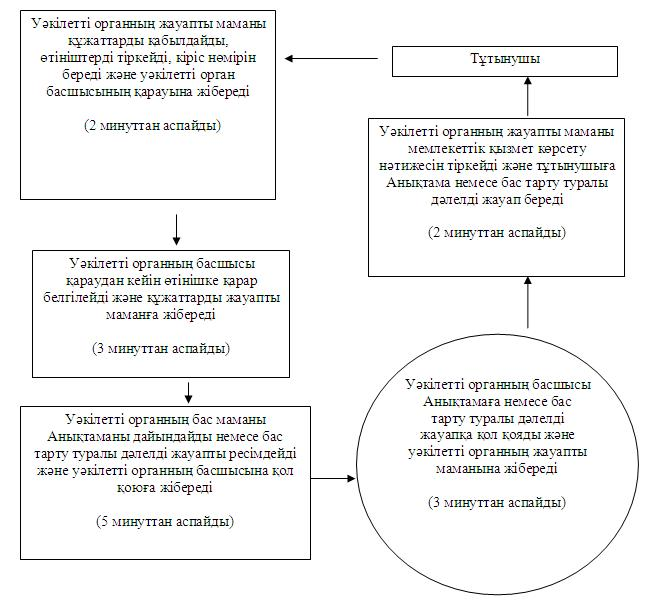 Уәкілетті органның жауапты маманы
құжаттарды қабылдайды,
өтініштерді тіркейді, кіріс нөмірін
береді және уәкілетті орган
басшысының қарауына жібереді
(2 минуттан аспайды)
Тұтынушы
Уәкілетті органның жауапты маманы
мемлекеттік қызмет көрсету
нәтижесін тіркейді және тұтынушыға
Анықтама немесе бас тарту туралы
дәлелді жауап береді
(2 минуттан аспайды)
Уәкілетті органның басшысы
қараудан кейін өтінішке қарар
белгілейді және құжаттарды жауапты
маманға жібереді
(3 минуттан аспайды)
Уәкілетті органның бас маманы
Анықтаманы дайындайды немесе бас
тарту туралы дәлелді жауапты ресімдейді
және уәкілетті органның басшысына қол
қоюға жібереді
(5 минуттан аспайды)
Уәкілетті органның басшысы
Анықтамаға немесе бас
тарту туралы дәлелді
жауапқа қол қояды және
уәкілетті органның жауапты
маманына жібереді
(3 минуттан аспайды)